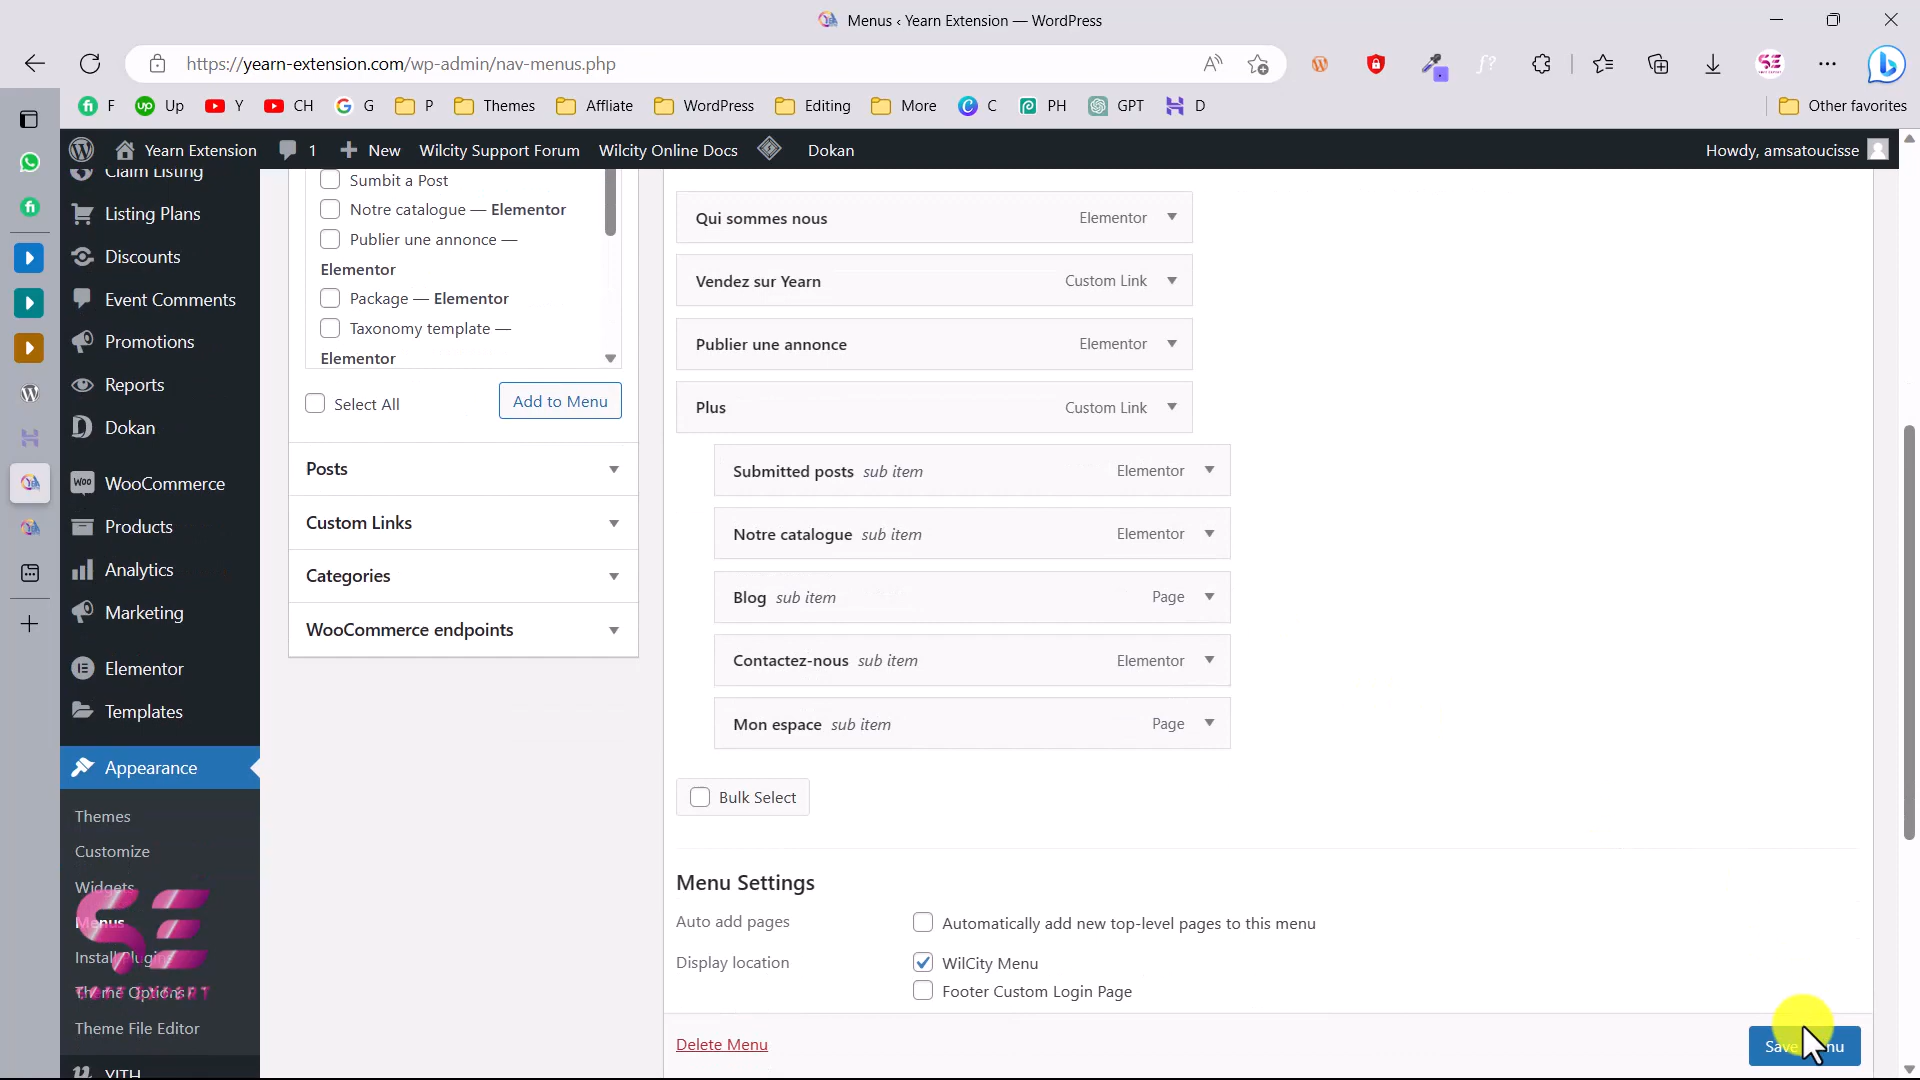 Menus ‹ Yearn Extension — WordPress
https://yearn-extension.com/wp-admin/nav-menus.php
F Up Y CH G P Themes Affliate WordPress Editing More C PH GPT D Other favorites
Yearn Extension 1 New Wilcity Support Forum Wilcity Online Docs Dokan Howdy, amsatoucisse
Claim Listing
Listing Plans
Discounts
Event Comments
Promotions
Reports
Dokan
WooCommerce
Products
Analytics
Marketing
Elementor
Templates
Appearance
Themes
Customize
Widgets
Menus
Install Plugins
Theme Options
Theme File Editor
YITH
Sumbit a Post
Notre catalogue — Elementor
Publier une annonce —
Elementor
Package — Elementor
Taxonomy template —
Elementor
Select All Add to Menu
Posts
Custom Links
Categories
WooCommerce endpoints
Qui sommes nous Elementor
Vendez sur Yearn Custom Link
Publier une annonce Elementor
Plus Custom Link
Submitted posts sub item Elementor
Notre catalogue sub item Elementor
Blog sub item Page
Contactez-nous sub item Elementor
Mon espace sub item Page
Bulk Select
Menu Settings
Auto add pages Automatically add new top-level pages to this menu
Display location WilCity Menu
Footer Custom Login Page
Delete Menu Save Menu